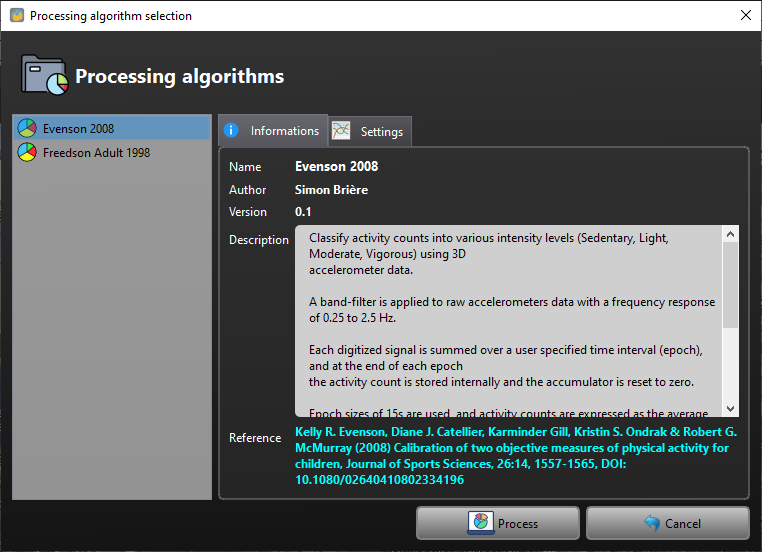 Processing algorithm selection
Processing algorithms
Evenson 2008
Freedson Adult 1998
Informations
Settings
Name Evenson 2008
Author Simon Brière
Version 0.1
Description
Classify activity counts into various intensity levels (Sedentary, Light,
Moderate, Vigorous) using 3D
accelerometer data.
A band-filter is applied to raw accelerometers data with a frequency response
of 0.25 to 2.5 Hz.
Each digitized signal is summed over a user specified time interval (epoch),
and at the end of each epoch
the activity count is stored internally and the accumulator is reset to zero.
Epoch sizes of 15s are used, and activity counts are expressed as the average
Reference
Kelly R. Evenson, Diane J. Catellier, Karminder Gill, Kristin S. Ondrak & Robert G.
McMurray (2008) Calibration of two objective measures of physical activity for
children, Journal of Sports Sciences, 26:14, 1557-1565, DOI:
10.1080/02640410802334196
Process
Cancel